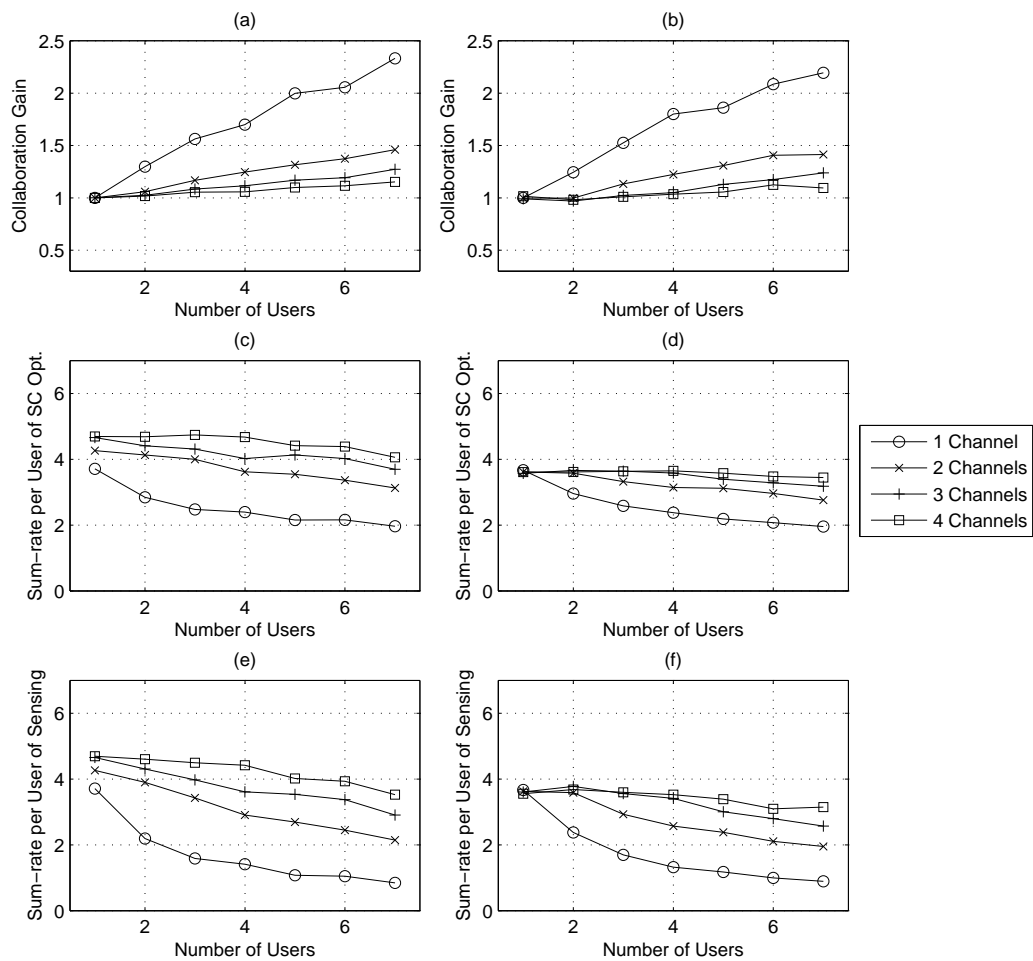 (a)
2.5
2
1.5
1
0.5
Collaboration Gain
2 4 6
Number of Users
(b)
2.5
2
1.5
1
0.5
Collaboration Gain
2 4 6
Number of Users
(c)
6
4
2
0
Sum−rate per User of SC Opt.
2 4 6
Number of Users
(d)
6
4
2
0
Sum−rate per User of SC Opt.
2 4 6
Number of Users
1 Channel
2 Channels
3 Channels
4 Channels
(e)
6
4
2
0
Sum−rate per User of Sensing
2 4 6
Number of Users
(f)
6
4
2
0
Sum−rate per User of Sensing
2 4 6
Number of Users